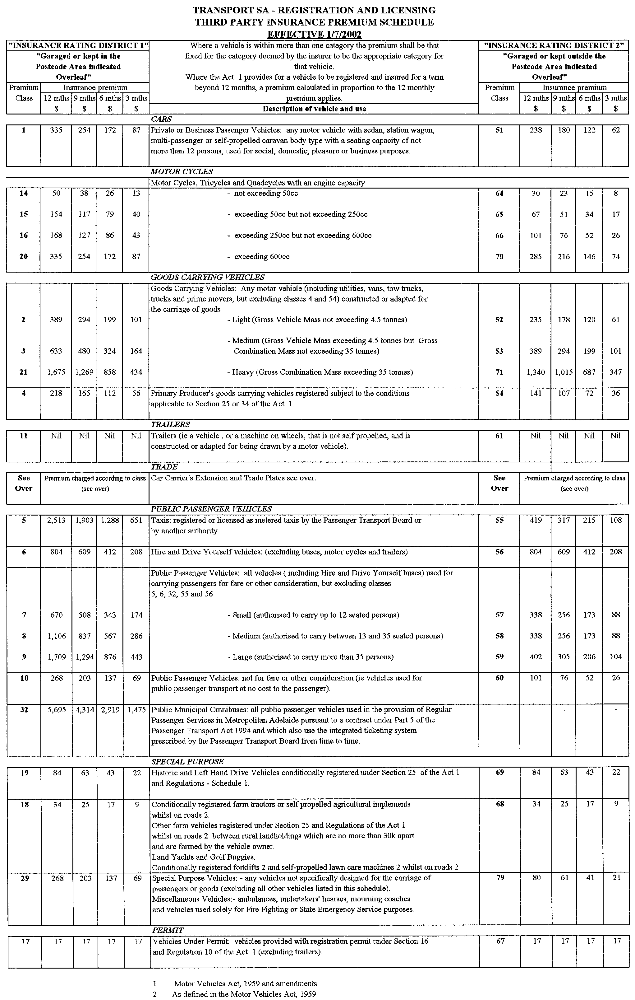 TRANSPORT SA - REGISTRATION AND LICENSING
THIRD PARTY INSURANCE PREMIUM SCHEDULE
EFFECTIVE 1/7/2002
"INSURANCE RATING DISTRICT 1" Where a vehicle is within more than one category the premium shall be that "INSURANCE RATING DISTRICT 2"
"Garaged or kept in the fixed for the category deemed by the insurer to be the appropriate category for "Garaged or kept outside the
Postcode Area indicated that vehicle. Postcode Area indicated
Overleaf" Where the Act 1 provides for a vehicle to be registered and insured for a term Overleaf"
Premium Insurance premium beyond 12 months, a premium calculated in proportion to the 12 monthly Premium Insurance premium
Class 12 mths 9 mths 6 mths 3 mths premium applies. Class 12 mths 9 mths 6 mths 3 mths
$ $ $ $ Description of vehicle and use $ $ $ $
CARS
1 335 254 172 87 Private or Business Passenger Vehicles: any motor vehicle with sedan, station wagon, 51 238 180 122 62
multi-passenger or self-propelled caravan body type with a seating capacity of not
more than 12 persons, used for social, domestic, pleasure or business purposes.
MOTOR CYCLES
Motor Cycles, Tricycles and Quadcycles with an engine capacity
14 50 38 26 13 - not exceeding 50cc 64 30 23 15 8
15 154 117 79 40 - exceeding 50cc but not exceeding 250cc 65 67 51 34 17
16 168 127 86 43 - exceeding 250cc but not exceeding 600cc 66 101 76 52 26
20 335 254 172 87 - exceeding 600cc 70 285 216 146 74
GOODS CARRYING VEHICLES
Goods Carrying Vehicles: Any motor vehicle (including utilities, vans, tow trucks,
trucks and prime movers, but excluding classes 4 and 54) constructed or adapted for
the carriage of goods
2 389 294 199 101 - Light (Gross Vehicle Mass not exceeding 4.5 tonnes) 52 235 178 120 61
- Medium (Gross Vehicle Mass exceeding 4.5 tonnes but Gross
3 633 480 324 164 Combination Mass not exceeding 35 tonnes) 53 389 294 199 101
21 1,675 1,269 858 434 - Heavy (Gross Combination Mass exceeding 35 tonnes) 71 1,340 1,015 687 347
4 218 165 112 56 Primary Producer's goods carrying vehicles registered subject to the conditions 54 141 107 72 36
applicable to Section 25 or 34 of the Act 1.
TRAILERS
11 Nil Nil Nil Nil Trailers (ie a vehicle , or a machine on wheels, that is not self propelled, and is 61 Nil Nil Nil Nil
constructed or adapted for being drawn by a motor vehicle).
TRADE
See Premium charged according to class Car Carrier's Extension and Trade Plates see over. See Premium charged according to class
Over (see over) Over (see over)
PUBLIC PASSENGER VEHICLES
5 2,513 1,903 1,288 651 Taxis: registered or licensed as metered taxis by the Passenger Transport Board or 55 419 317 215 108
by another authority.
6 804 609 412 208 Hire and Drive Yourself vehicles: (excluding buses, motor cycles and trailers) 56 804 609 412 208
Public Passenger Vehicles: all vehicles ( including Hire and Drive Yourself buses) used for
carrying passengers for fare or other consideration, but excluding classes
5, 6, 32, 55 and 56
7 670 508 343 174 - Small (authorised to carry up to 12 seated persons) 57 338 256 173 88
8 1,106 837 567 286 - Medium (authorised to carry between 13 and 35 seated persons) 58 338 256 173 88
9 1,709 1,294 876 443 - Large (authorised to carry more than 35 persons) 59 402 305 206 104
10 268 203 137 69 Public Passenger Vehicles: not for fare or other consideration (ie vehicles used for 60 101 76 52 26
public passenger transport at no cost to the passenger).
32 5,695 4,314 2,919 1,475 Public Municipal Omnibuses: all public passenger vehicles used in the provision of Regular - - - - -
Passenger Services in Metropolitan Adelaide pursuant to a contract under Part 5 of the
Passenger Transport Act 1994 and which also use the integrated ticketing system
prescribed by the Passenger Transport Board from time to time.
SPECIAL PURPOSE
19 84 63 43 22 Historic and Left Hand Drive Vehicles conditionally registered under Section 25 of the Act 1 69 84 63 43 22
and Regulations - Schedule 1.
18 34 25 17 9 Conditionally registered farm tractors or self propelled agricultural implements 68 34 25 17 9
whilst on roads 2.
Other farm vehicles registered under Section 25 and Regulations of the Act 1
whilst on roads 2 between rural landholdings which are no more than 30k apart
and are farmed by the vehicle owner.
Land Yachts and Golf Buggies.
Conditionally registered forklifts 2 and self-propelled lawn care machines 2 whilst on roads 2
29 268 203 137 69 Special Purpose Vehicles: - any vehicles not specifically designed for the carriage of 79 80 61 41 21
passengers or goods (excluding all other vehicles listed in this schedule).
Miscellaneous Vehicles:- ambulances, undertakers' hearses, mourning coaches
and vehicles used solely for Fire Fighting or State Emergency Service purposes.
PERMIT
17 17 17 17 17 Vehicles Under Permit: vehicles provided with registration permit under Section 16 67 17 17 17 17
and Regulation 10 of the Act 1 (excluding trailers).
1 Motor Vehicles Act, 1959 and amendments
2 As defined in the Motor Vehicles Act, 1959